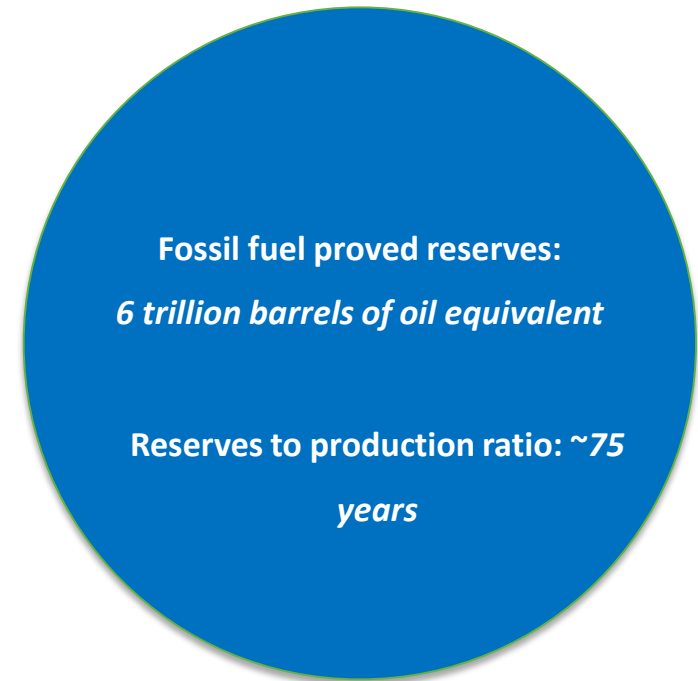 Fossil fuel proved reserves:
6 trillion barrels of oil equivalent
Reserves to production ratio: ~75
years